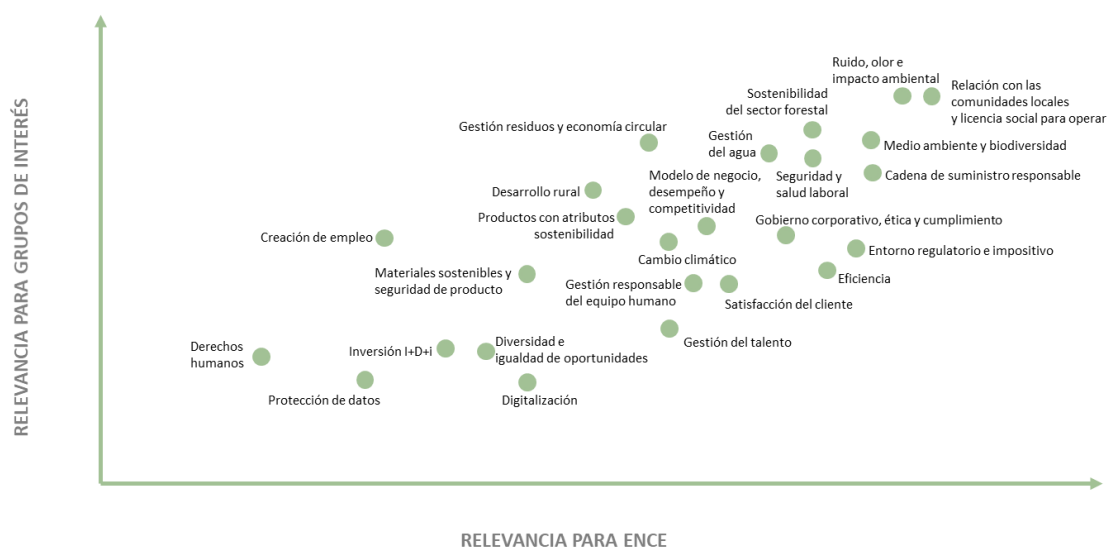 RELEVANCIA PARA GRUPOS DE INTERÉS
Ruido, olor e
impacto ambiental
Relación con las
comunidades locales
y licencia social para operar
Sostenibilidad
del sector forestal
Gestión residuos y economía circular
Gestión
del agua
Medio ambiente y biodiversidad
Seguridad y
salud laboral
Cadena de suministro responsable
Modelo de negocio,
desempeño y
competitividad
Desarrollo rural
Productos con atributos
sostenibilidad
Gobierno corporativo, ética y cumplimiento
Creación de empleo
Cambio climático
Entorno regulatorio e impositivo
Materiales sostenibles y
seguridad de producto
Gestión responsable
del equipo humano
Eficiencia
Satisfacción del cliente
Gestión del talento
Derechos
humanos
Inversión I+D+i
Diversidad e
igualdad de oportunidades
Protección de datos
Digitalización
RELEVANCIA PARA ENCE